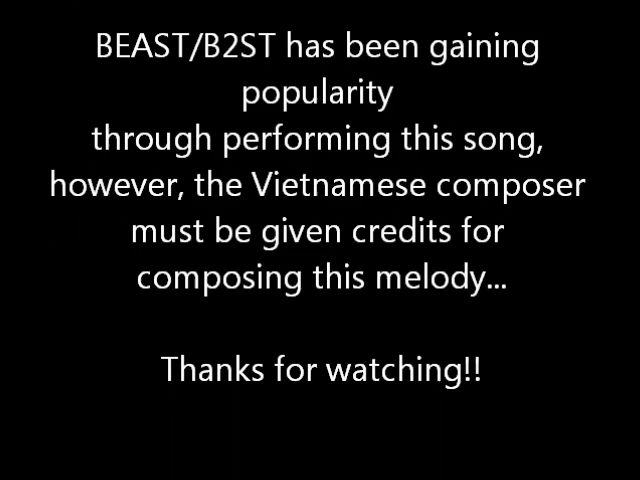 BEAST/B2ST has been gaining
popularity
through performing this song,
however, the Vietnamese composer
must be given credits for
composing this melody...
Thanks for watching!!